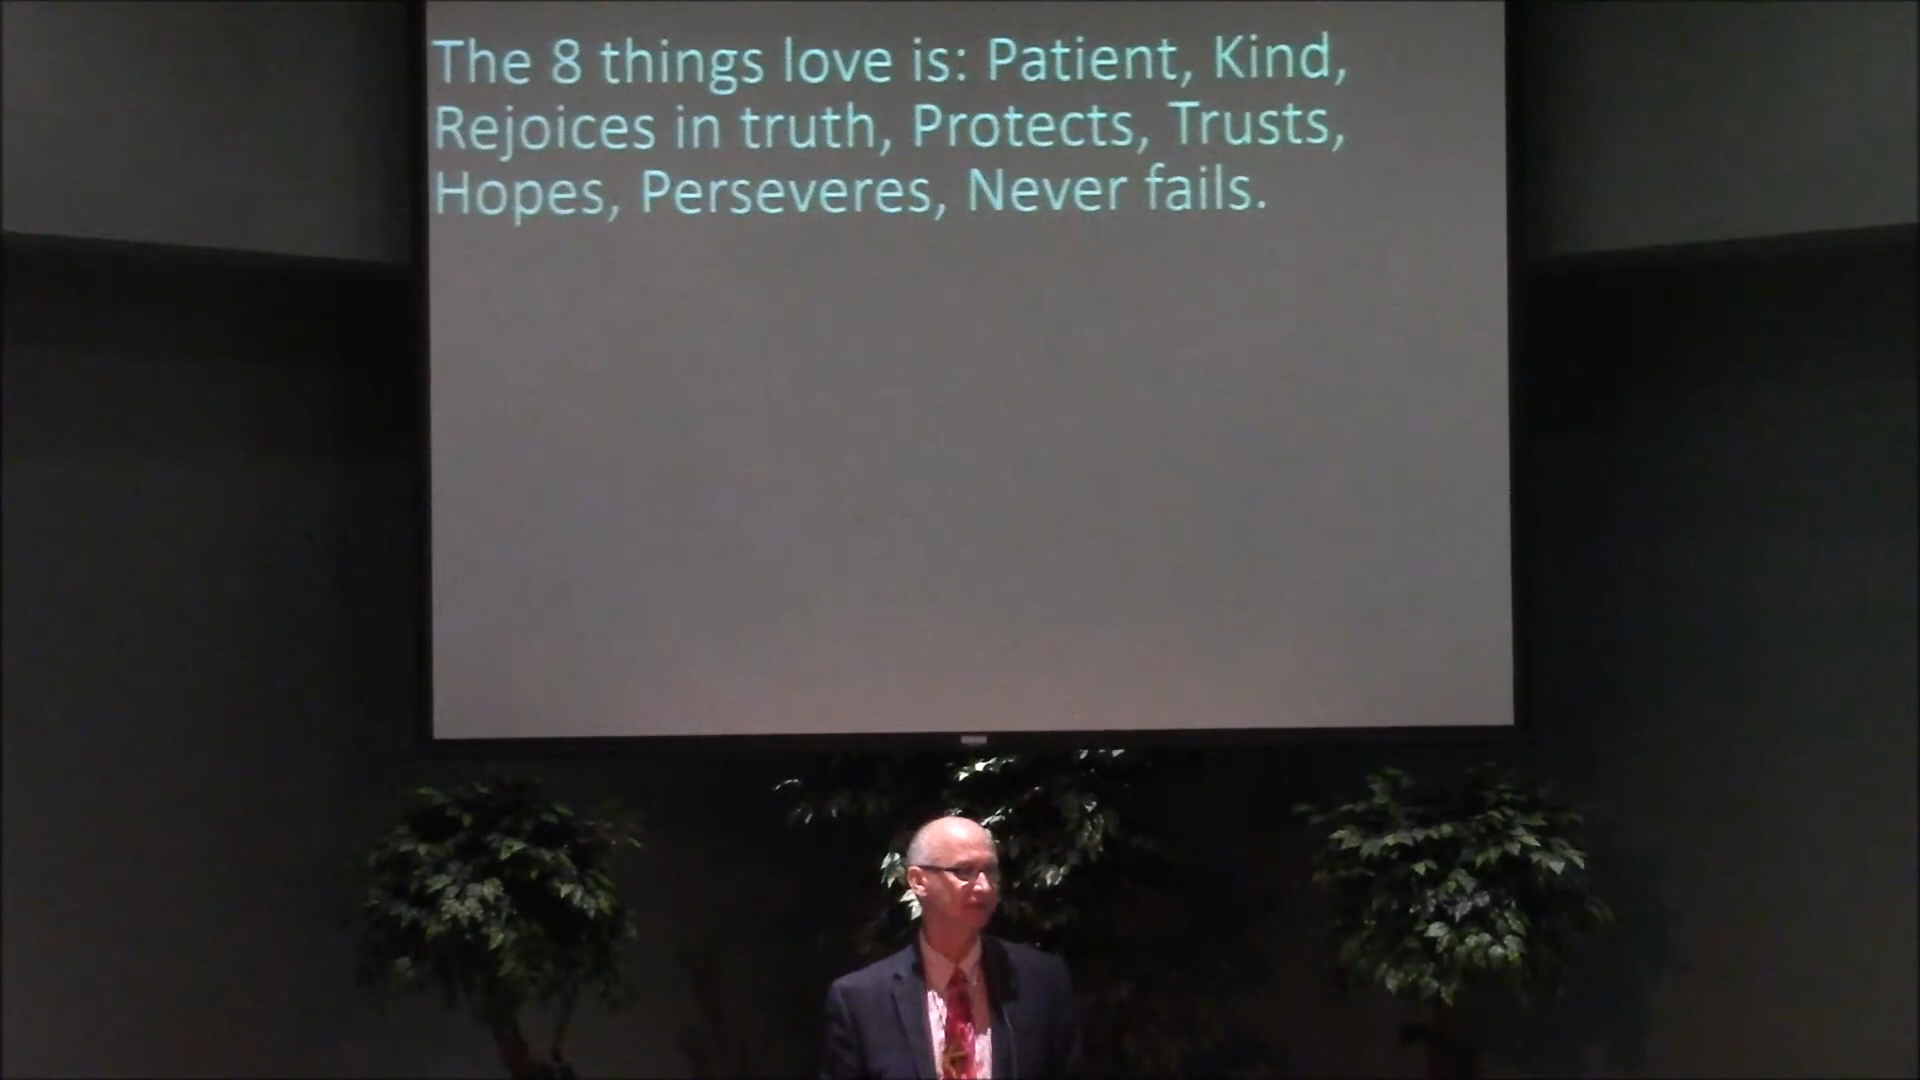 The 8 things love is: Patient, Kind,
Rejoices in truth, Protects, Trusts,
Hopes, Perseveres, Never fails.